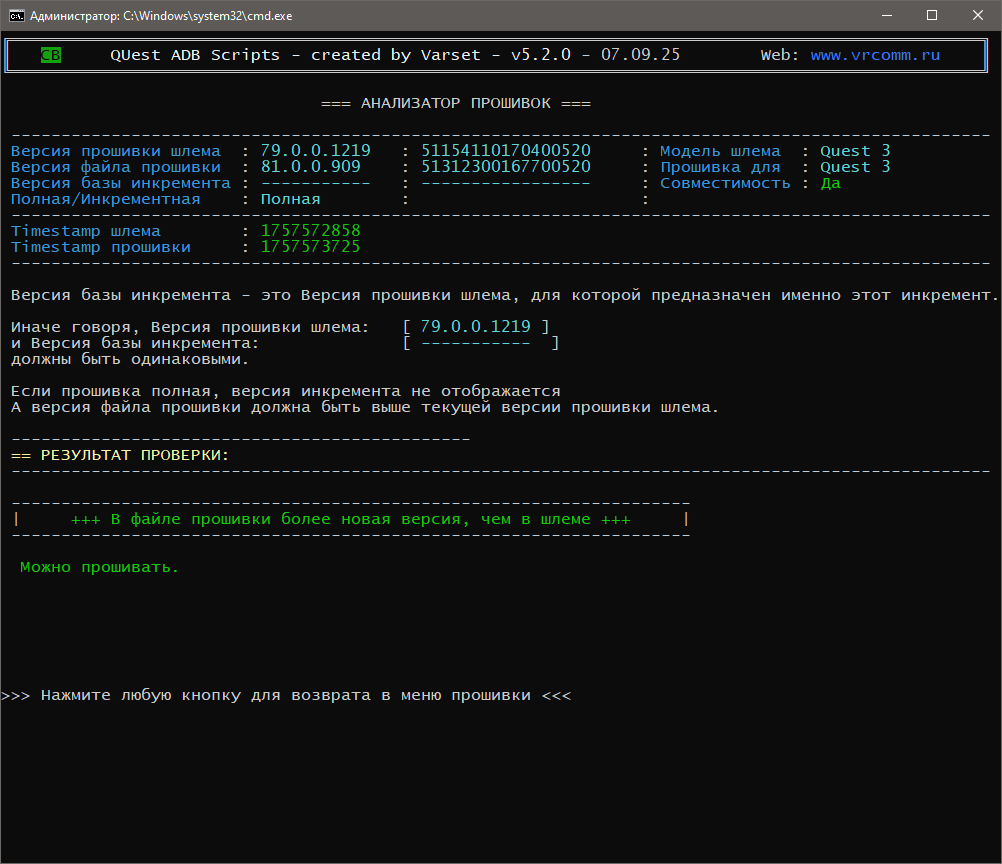 Администратор: C:\Windows\system32\cmd.exe
CB QUest ADB Scripts - created by Varset - v5.2.0 - 07.09.25 Web: www.vrcomm.ru
=== АНАЛИЗАТОР ПРОШИВОК ===
--------------------------------------------------------------------------------------------------
Версия прошивки шлема : 79.0.0.1219 : 51154110170400520 : Модель шлема : Quest 3
Версия файла прошивки : 81.0.0.909 : 51312300167700520 : Прошивка для : Quest 3
Версия базы инкремента : ----------- : ----------------- : Совместимость : Да
Полная/Инкрементная : Полная : :
--------------------------------------------------------------------------------------------------
Timestamp шлема : 1757572858
Timestamp прошивки : 1757573725
--------------------------------------------------------------------------------------------------
Версия базы инкремента - это Версия прошивки шлема, для которой предназначен именно этот инкремент.
Иначе говоря, Версия прошивки шлема: [ 79.0.0.1219 ]
и Версия базы инкремента: [ ----------- ]
должны быть одинаковыми.
Если прошивка полная, версия инкремента не отображается
А версия файла прошивки должна быть выше текущей версии прошивки шлема.
----------------------------------------------
== РЕЗУЛЬТАТ ПРОВЕРКИ:
--------------------------------------------------------------------------------------------------
--------------------------------------------------------------------
| +++ В файле прошивки более новая версия, чем в шлеме +++ |
--------------------------------------------------------------------
Можно прошивать.
>>> Нажмите любую кнопку для возврата в меню прошивки <<<